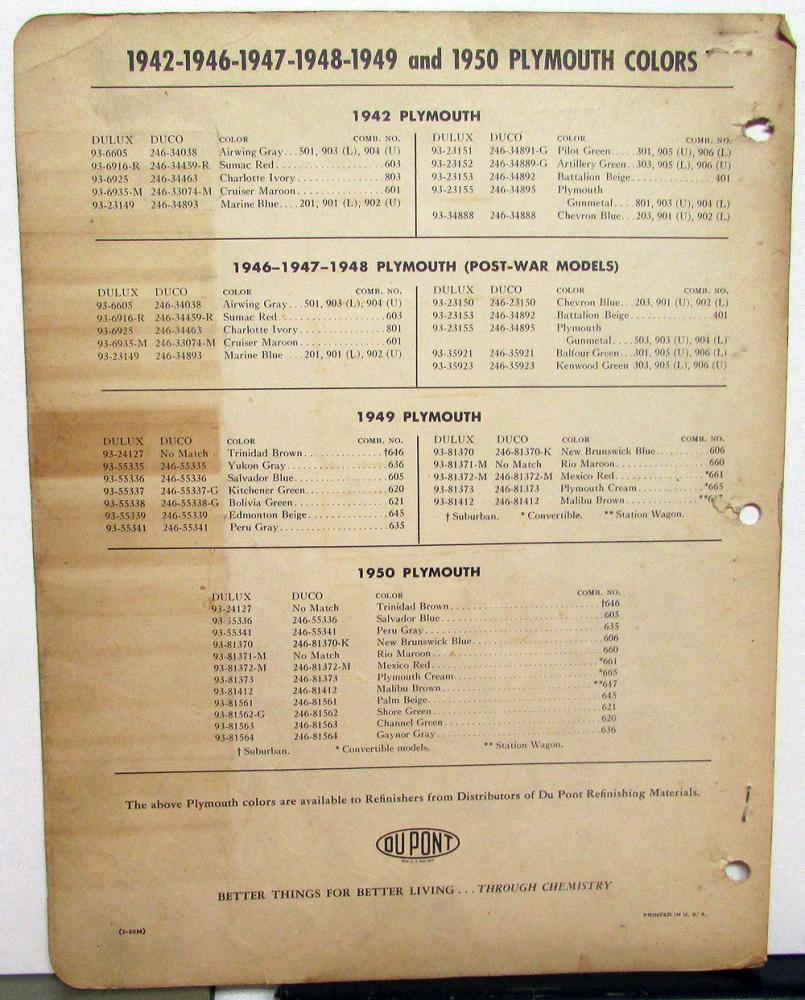 1942-1946-1947-1948-1949 and 1950 PLYMOUTH COLORS
1942 PLYMOUTH
DULUX DUCO COLOR COMB. NO.
93-6605 246-34038 Airwing Gray...501, 903 (L), 904 (U)
93-6916-R 246-34459-R Sumac Red....................603
93-6925 246-34463 Charlotte Ivory................803
93-6935-M 246-33074-M Cruiser Maroon...............601
93-23149 246-34893 Marine Blue....201, 901 (L), 902 (U)
DULUX DUCO COLOR COMB. NO.
93-23151 246-34891-G Pilot Green....301, 905 (U), 906 (L)
93-23152 246-34889-G Artillery Green..303, 905 (L), 906 (U)
93-23153 246-34892 Battalion Beige...............401
93-23155 246-34895 Plymouth
Gunmetal....801, 903 (U), 904 (L)
93-34888 246-34888 Chevron Blue...203, 901 (U), 902 (L)
1946-1947-1948 PLYMOUTH (POST-WAR MODELS)
DULUX DUCO COLOR COMB. NO.
93-6605 246-34038 Airwing Gray...501, 903 (L), 904 (U)
93-6916-R 246-34459-R Sumac Red....................603
93-6925 246-34463 Charlotte Ivory................801
93-6935-M 246-33074-M Cruiser Maroon...............601
93-23149 246-34893 Marine Blue....201, 901 (L), 902 (U)
DULUX DUCO COLOR COMB. NO.
93-23150 246-23150 Chevron Blue...203, 901 (U), 902 (L)
93-23153 246-34892 Battalion Beige...............401
93-23155 246-34895 Plymouth
Gunmetal.....503, 903 (U), 904 (L)
93-35921 246-35921 Balfour Green...301, 905 (U), 906 (L)
93-35923 246-35923 Kenwood Green 303, 905 (L), 906 (U)
1949 PLYMOUTH
DULUX DUCO COLOR COMB. NO.
93-24127 No Match Trinidad Brown..............†646
93-55335 246-55335 Yukon Gray..................636
93-55336 246-55336 Salvador Blue................605
93-55337 246-55337-G Kitchener Green..............620
93-55338 246-55338-G Bolivia Green................621
93-55339 246-55339 Edmonton Beige..............645
93-55341 246-55341 Peru Gray...................635
DULUX DUCO COLOR COMB. NO.
93-81370 246-81370-K New Brunswick Blue...........606
93-81371-M No Match Rio Maroon..................660
93-81372-M 246-81372-M Mexico Red..................*661
93-81373 246-81373 Plymouth Cream..............*665
93-81412 246-81412 Malibu Brown
† Suburban. * Convertible. ** Station Wagon.
1950 PLYMOUTH
DULUX DUCO COLOR COMB. NO.
93-24127 No Match Trinidad Brown..............†646
93-55336 246-55336 Salvador Blue................605
93-55341 246-55341 Peru Gray...................635
93-81370 246-81370-K New Brunswick Blue...........606
93-81371-M No Match Rio Maroon..................660
93-81372-M 246-81372-M Mexico Red..................*661
93-81373 246-81373 Plymouth Cream..............*665
93-81412 246-81412 Malibu Brown...............**647
93-81561 246-81561 Palm Beige..................645
93-81562-G 246-81562 Shore Green.................621
93-81563 246-81563 Channel Green...............620
93-81564 246-81564 Gaynor Gray.................636
† Suburban. * Convertible models. ** Station Wagon.
The above Plymouth colors are available to Refinishers from Distributors of Du Pont Refinishing Materials.
DU PONT
BETTER THINGS FOR BETTER LIVING...THROUGH CHEMISTRY
PRINTED IN U. S. A.
(2-20M)